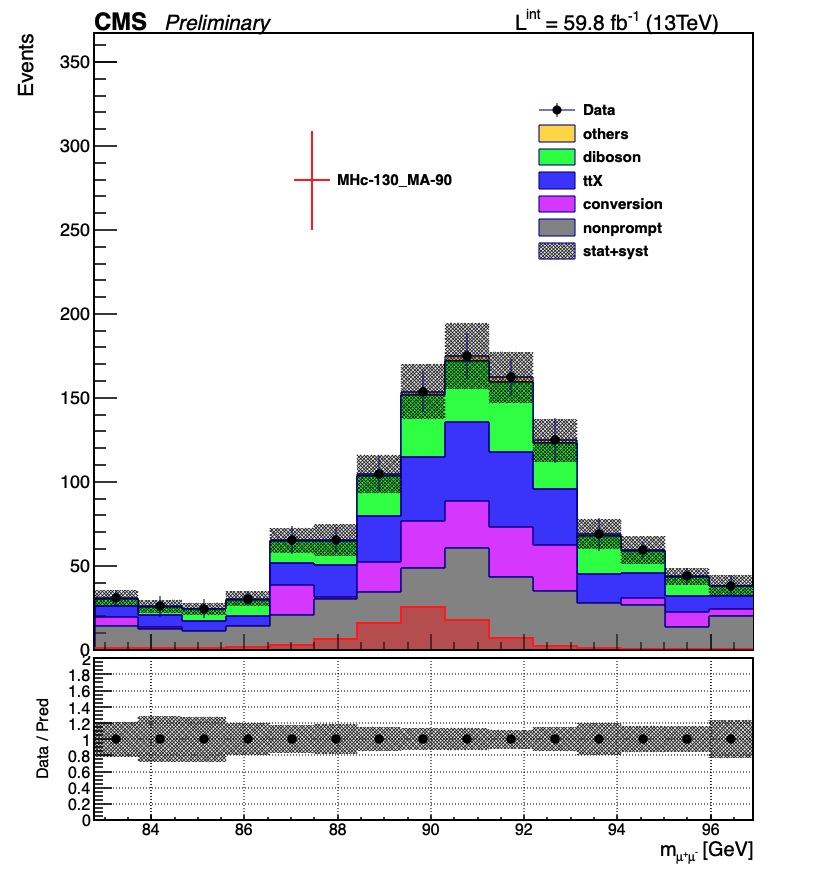 CMS Preliminary L^int = 59.8 fb^-1 (13TeV)
Events
350
300
250
200
150
100
50
0
MHc-130_MA-90
Data
others
diboson
ttX
conversion
nonprompt
stat+syst
Data / Pred
2
1.8
1.6
1.4
1.2
1
0.8
0.6
0.4
0.2
0
84 86 88 90 92 94 96
m_μ+μ- [GeV]